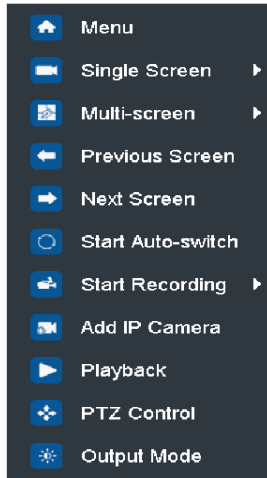 Menu
Single Screen
Multi-screen
Previous Screen
Next Screen
Start Auto-switch
Start Recording
Add IP Camera
Playback
PTZ Control
Output Mode